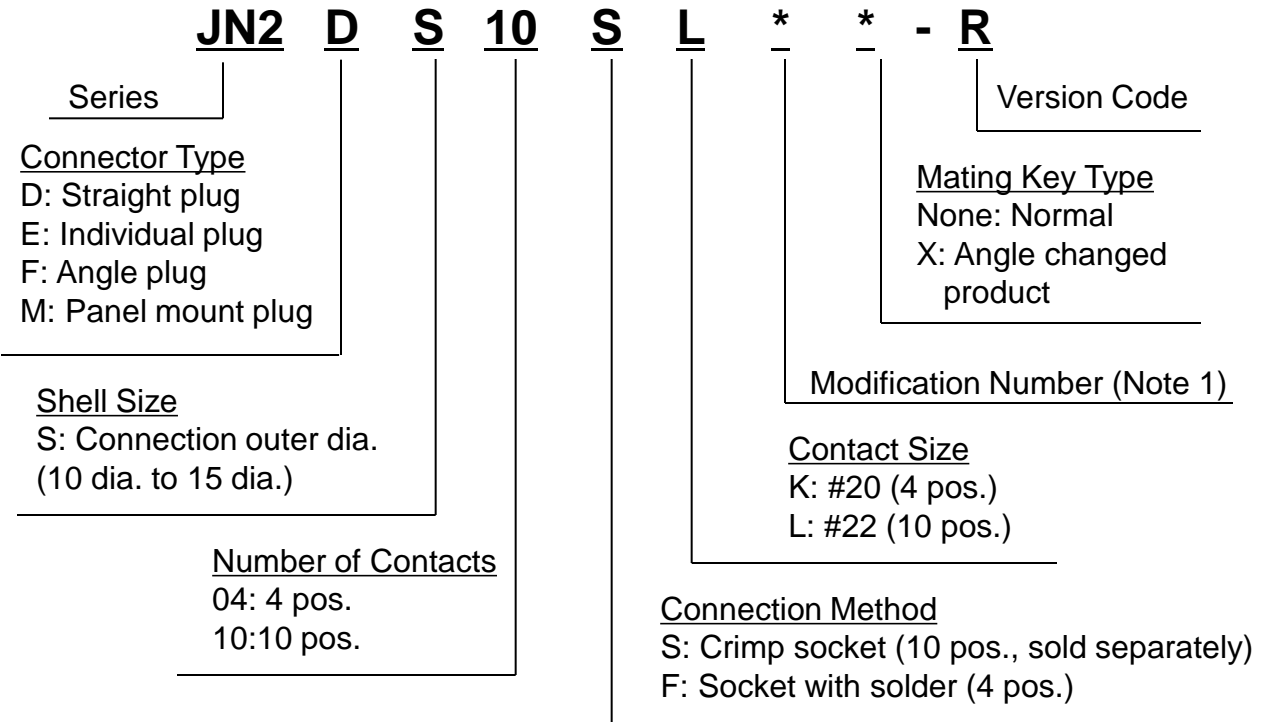 JN2 D S 10 S L * * - R
Series
Version Code
Connector Type
D: Straight plug
E: Individual plug
F: Angle plug
M: Panel mount plug
Mating Key Type
None: Normal
X: Angle changed
product
Modification Number (Note 1)
Shell Size
S: Connection outer dia.
(10 dia. to 15 dia.)
Contact Size
K: #20 (4 pos.)
L: #22 (10 pos.)
Number of Contacts
04: 4 pos.
10:10 pos.
Connection Method
S: Crimp socket (10 pos., sold separately)
F: Socket with solder (4 pos.)